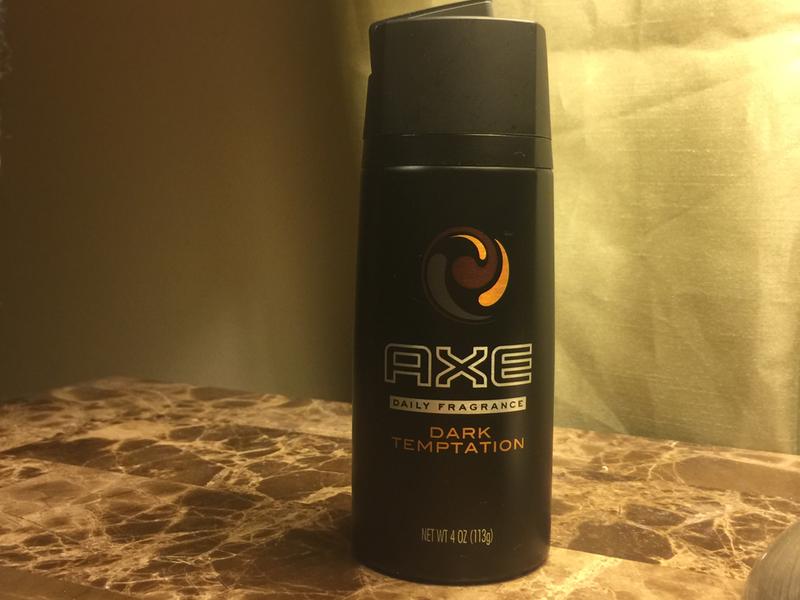 AXE
DAILY FRAGRANCE
DARK
TEMPTATION
NET WT 4 OZ (113g)